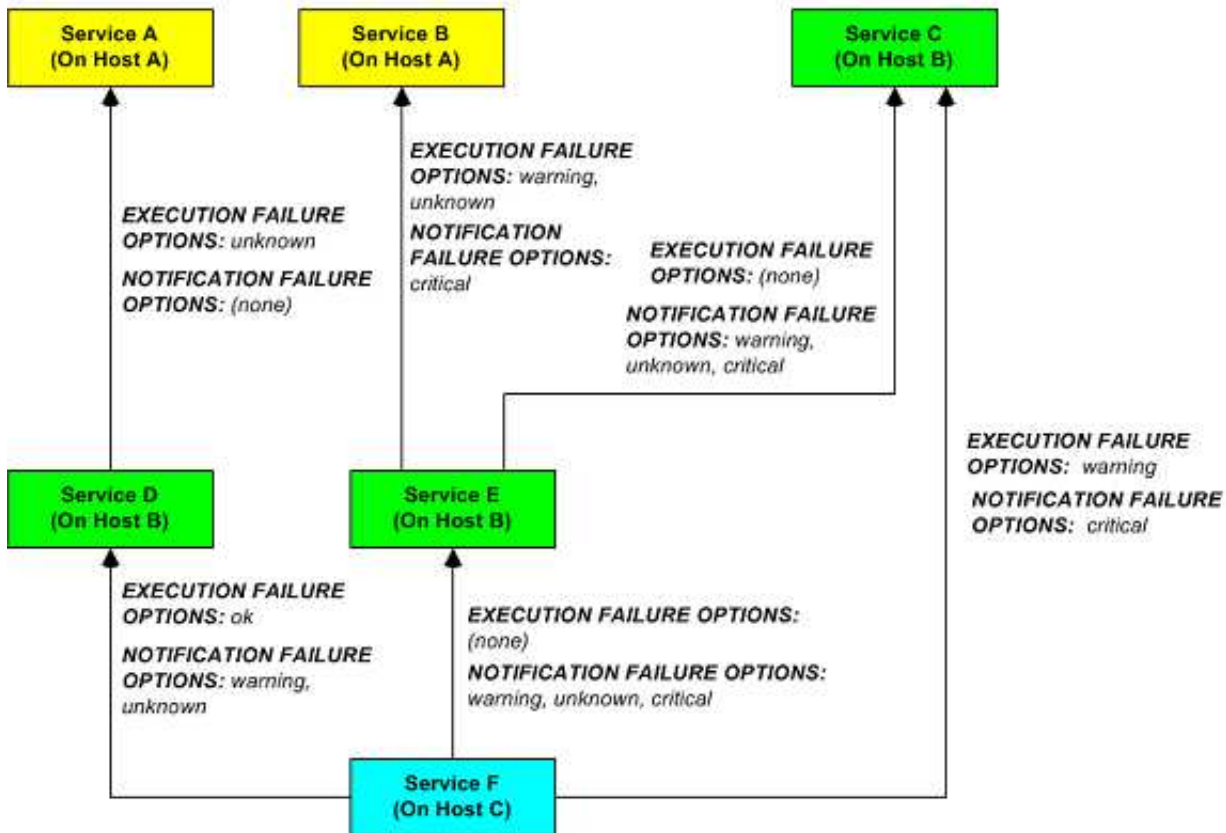 Service A
(On Host A)
Service B
(On Host A)
Service C
(On Host B)
EXECUTION FAILURE
OPTIONS: unknown
NOTIFICATION FAILURE
OPTIONS: (none)
EXECUTION FAILURE
OPTIONS: warning,
unknown
NOTIFICATION
FAILURE OPTIONS:
critical
EXECUTION FAILURE
OPTIONS: (none)
NOTIFICATION FAILURE
OPTIONS: warning,
unknown, critical
EXECUTION FAILURE
OPTIONS: warning
NOTIFICATION FAILURE
OPTIONS: critical
Service D
(On Host B)
Service E
(On Host B)
EXECUTION FAILURE
OPTIONS: ok
NOTIFICATION FAILURE
OPTIONS: warning,
unknown
EXECUTION FAILURE OPTIONS:
(none)
NOTIFICATION FAILURE OPTIONS:
warning, unknown, critical
Service F
(On Host C)